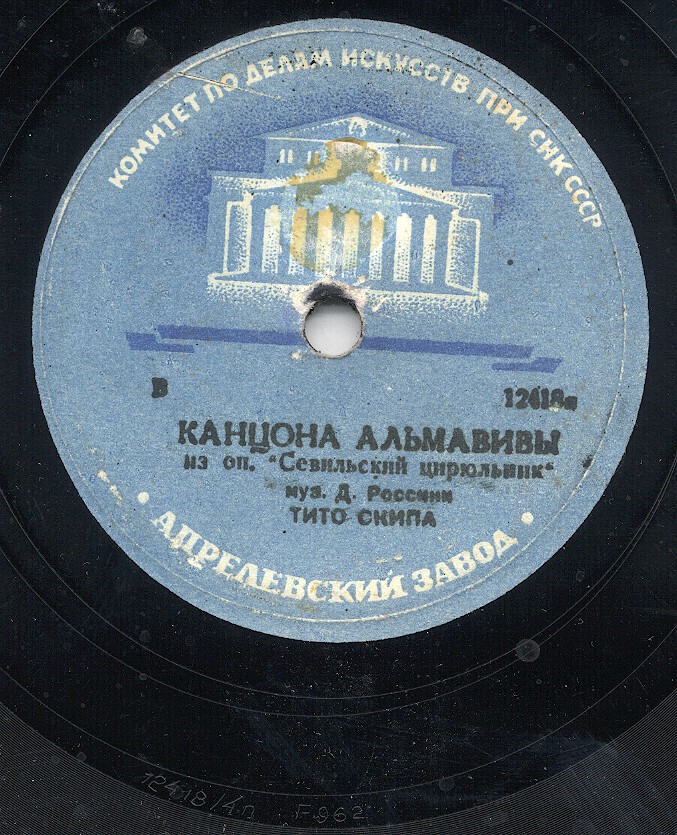 КОМИТЕТ ПО ДЕЛАМ ИСКУССТВ ПРИ СНК СССР
В 12418а
КАНЦОНА АЛЬМАВИВЫ
из оп. "Севильский цирюльник"
муз. Д. Россини
ТИТО СКИПА
• АПРЕЛЕВСКИЙ ЗАВОД •
12418/4п F962